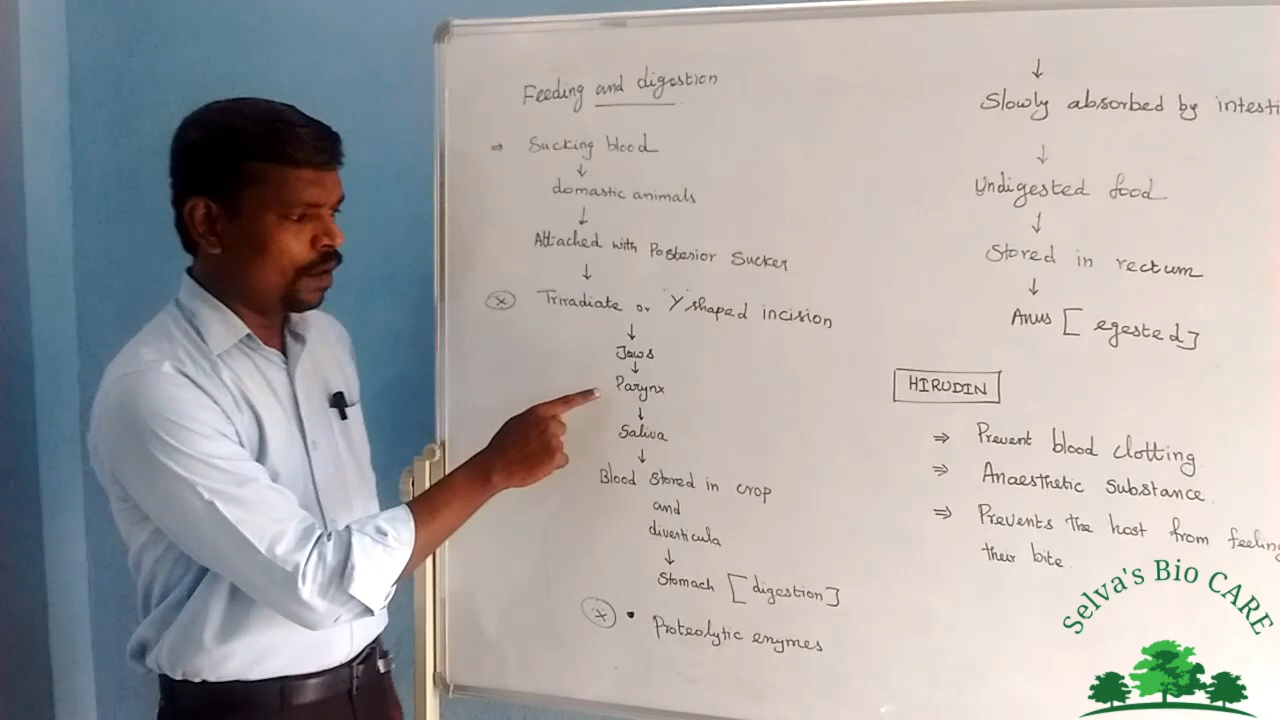 Feeding and digestion
⇒ Sucking blood
↓
domastic animals
↓
Attached with Posterior Sucker
↓
Triradiate or "Y" shaped incision
↓
Jaws
↓
Parynx
↓
Saliva
↓
Blood Stored in crop
and
diverticula
↓
Stomach [digestion]
• Proteolytic enymes
↓
Slowly absorbed by intesti
↓
Undigested food
↓
Stored in rectum
↓
Anus [egested]
HIRUDIN
⇒ Prevent blood clotting.
⇒ Anaesthetic substance.
⇒ Prevents the host from feeling
their bite.
Selva's Bio CARE